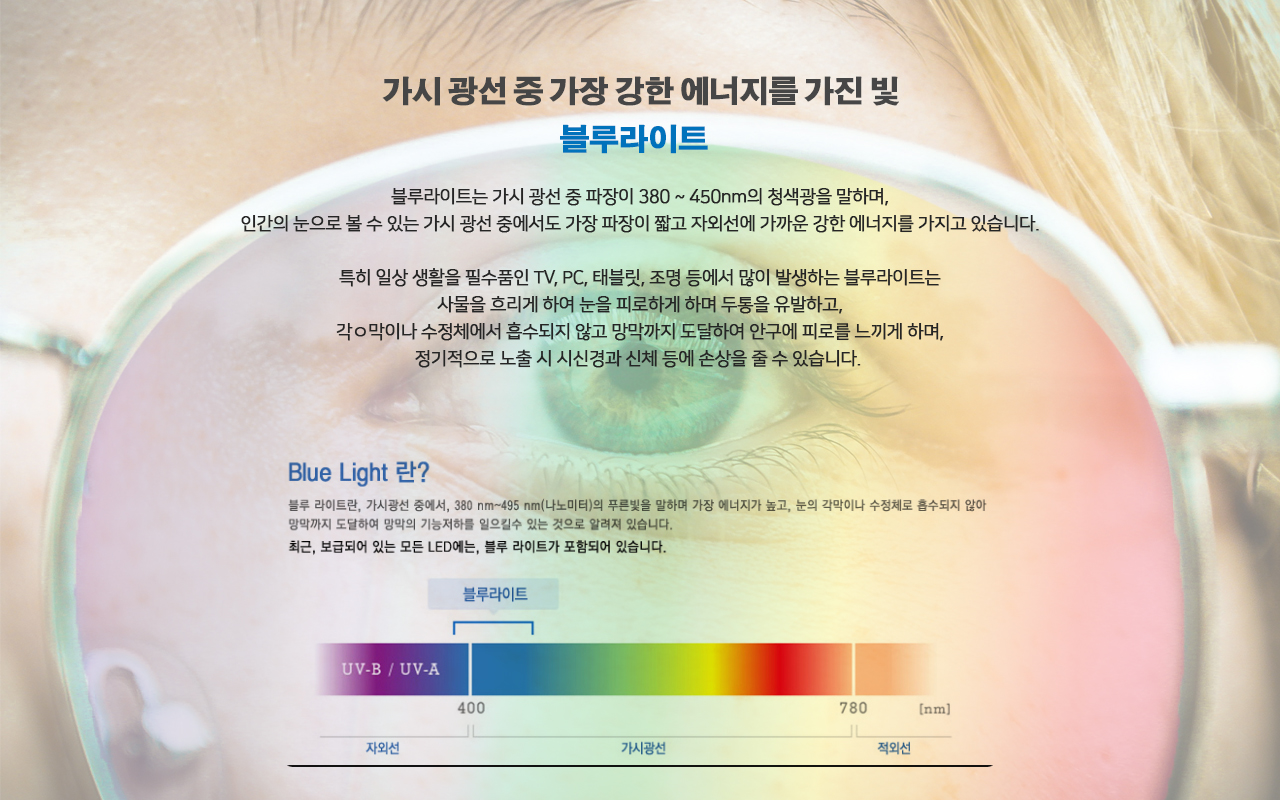 가시 광선 중 가장 강한 에너지를 가진 빛
블루라이트
블루라이트는 가시 광선 중 파장이 380 ~ 450nm의 청색광을 말하며,
인간의 눈으로 볼 수 있는 가시 광선 중에서도 가장 파장이 짧고 자외선에 가까운 강한 에너지를 가지고 있습니다.
특히 일상 생활을 필수품인 TV, PC, 태블릿, 조명 등에서 많이 발생하는 블루라이트는
사물을 흐리게 하여 눈을 피로하게 하며 두통을 유발하고,
각ㅇ막이나 수정체에서 흡수되지 않고 망막까지 도달하여 안구에 피로를 느끼게 하며,
정기적으로 노출 시 시신경과 신체 등에 손상을 줄 수 있습니다.
Blue Light 란?
블루 라이트란, 가시광선 중에서, 380 nm~495 nm(나노미터)의 푸른빛을 말하며 가장 에너지가 높고, 눈의 각막이나 수정체로 흡수되지 않아
망막까지 도달하여 망막의 기능저하를 일으킬수 있는 것으로 알려져 있습니다.
최근, 보급되어 있는 모든 LED에는, 블루 라이트가 포함되어 있습니다.
블루라이트
UV-B / UV-A
400 780 [nm]
자외선 가시광선 적외선